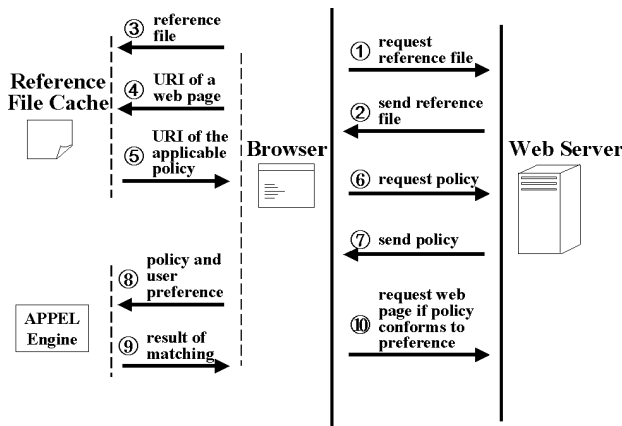 ③ reference
file
Reference
File Cache
④ URI of a
web page
⑤ URI of the
applicable
policy
Browser
① request
reference file
② send reference
file
Web Server
⑥ request policy
⑦ send policy
⑧ policy and
user
preference
APPEL
Engine
⑨ result of
matching
⑩ request web
page if policy
conforms to
preference